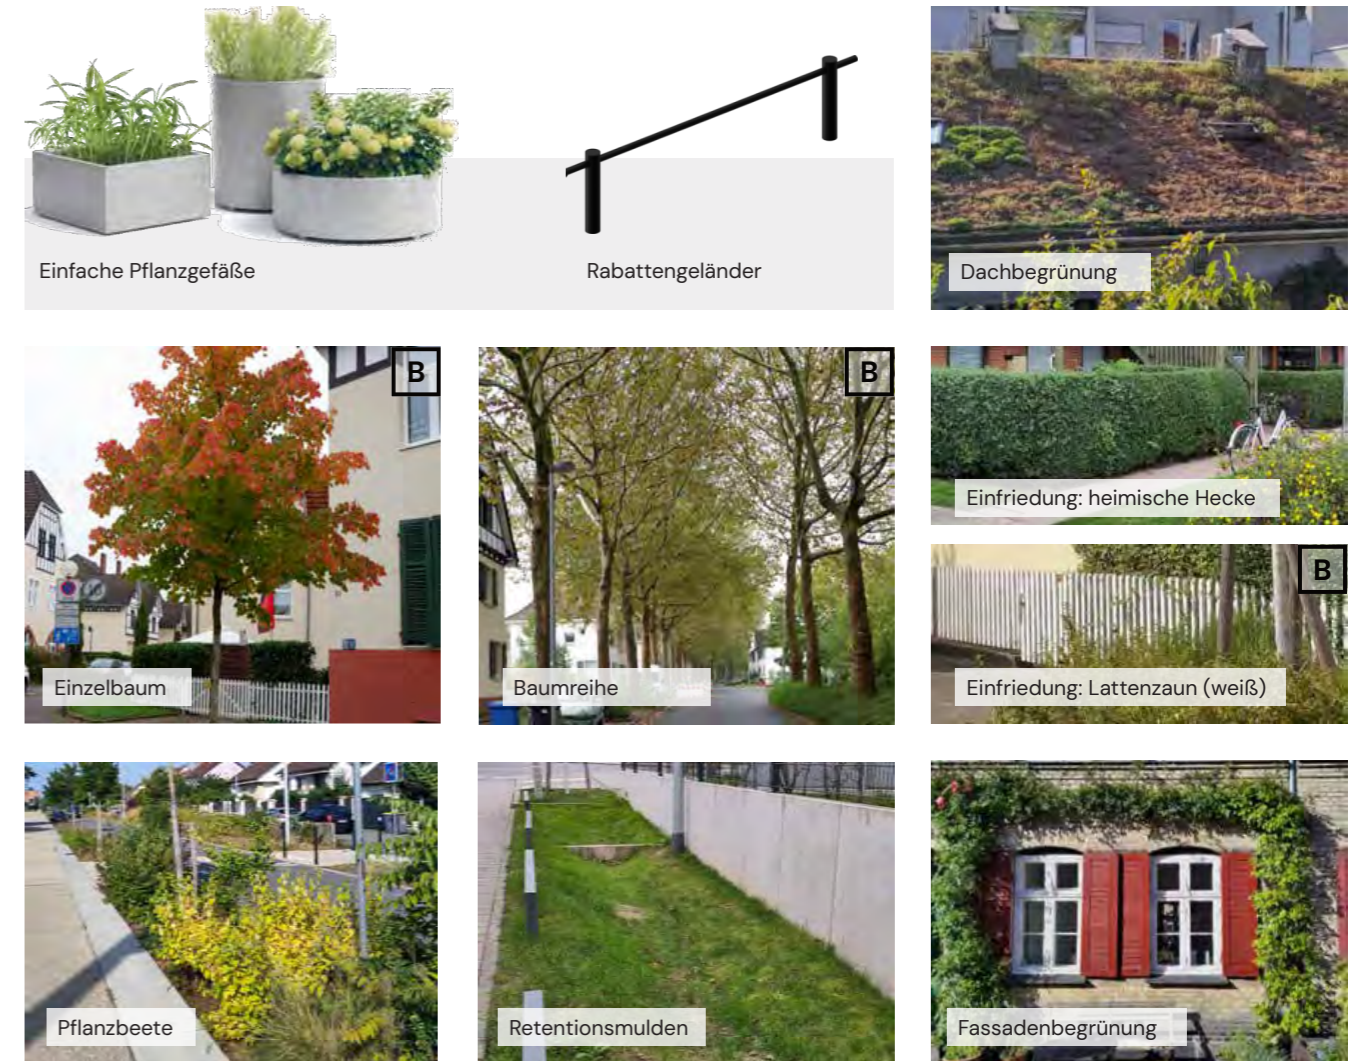 Einfache Pflanzgefäße
Rabattengeländer
Dachbegrünung
B
Einzelbaum
B
Baumreihe
Einfriedung: heimische Hecke
B
Einfriedung: Lattenzaun (weiß)
Pflanzbeete
Retentionsmulden
Fassadenbegrünung